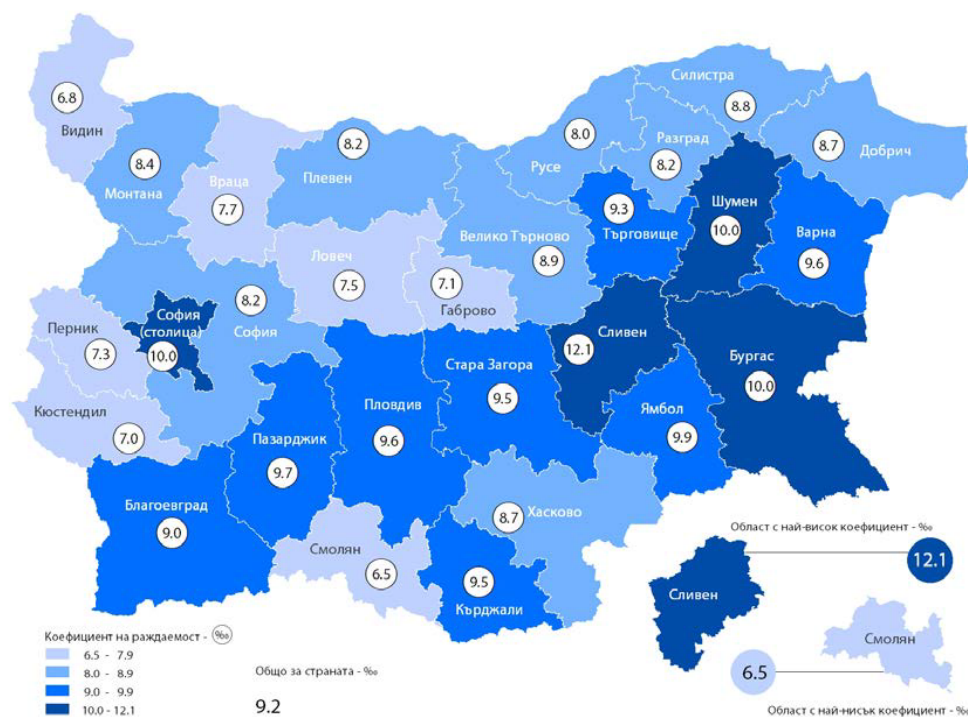 Силистра
6.8
8.8
Видин
8.2
8.0
Разград
8.7
Добрич
8.4
Русе
8.2
Монтана
Враца
Плевен
7.7
9.3
Шумен
Търговище
10.0
Варна
Велико Търново
9.6
Ловеч
8.9
7.5
7.1
Габрово
8.2
София
(столица)
София
Перник
10.0
7.3
Сливен
12.1
Бургас
Стара Загора
10.0
9.5
Кюстендил
Пловдив
Ямбол
7.0
Пазарджик
9.6
9.9
9.7
Благоевград
9.0
8.7
Хасково
Смолян
6.5
9.5
Кърджали
Област с най-висок коефициент - ‰
12.1
Сливен
Смолян
6.5
Област с най-нисък коефициент - ‰
Коефициент на раждаемост - ‰
6.5 - 7.9
8.0 - 8.9
9.0 - 9.9
10.0 - 12.1
Общо за страната - ‰
9.2